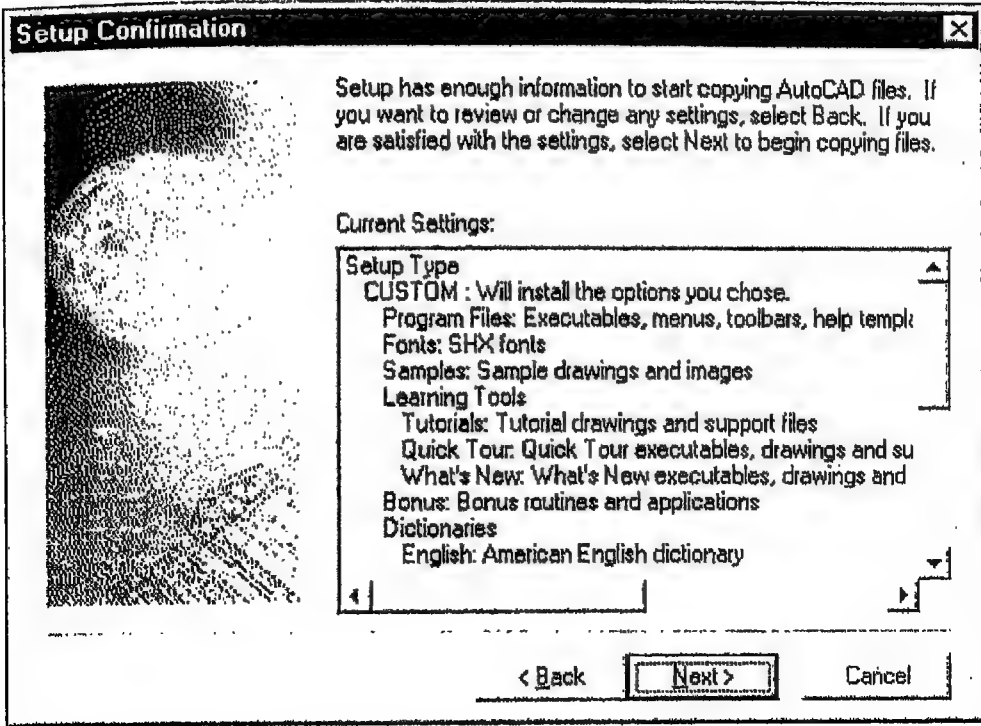 Setup Confirmation
Setup has enough information to start copying AutoCAD files. If
you want to review or change any settings, select Back. If you
are satisfied with the settings, select Next to begin copying files.
Current Settings:
Setup Type
CUSTOM : Will install the options you chose.
Program Files: Executables, menus, toolbars, help templa
Fonts: SHX fonts
Samples: Sample drawings and images
Learning Tools
Tutorials: Tutorial drawings and support files
Quick Tour: Quick Tour executables, drawings and su
What's New: What's New executables, drawings and
Bonus: Bonus routines and applications
Dictionaries
English: American English dictionary
< Back
Next >
Cancel